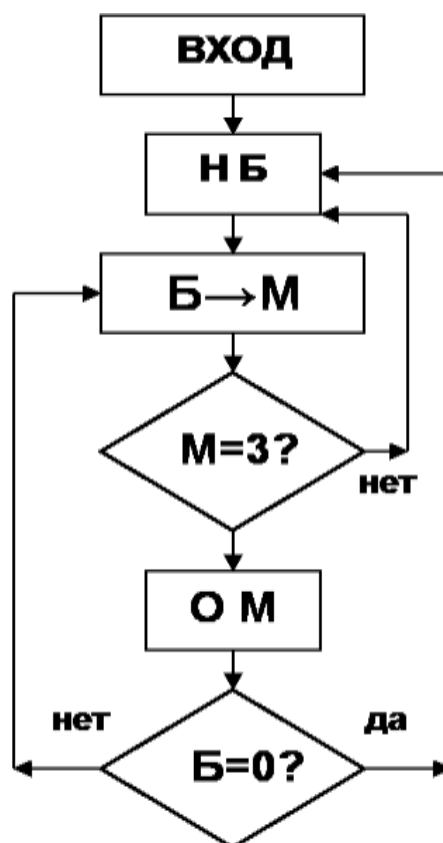 ВХОД
Н Б
Б→М
М=3?
нет
О М
нет
да
Б=0?